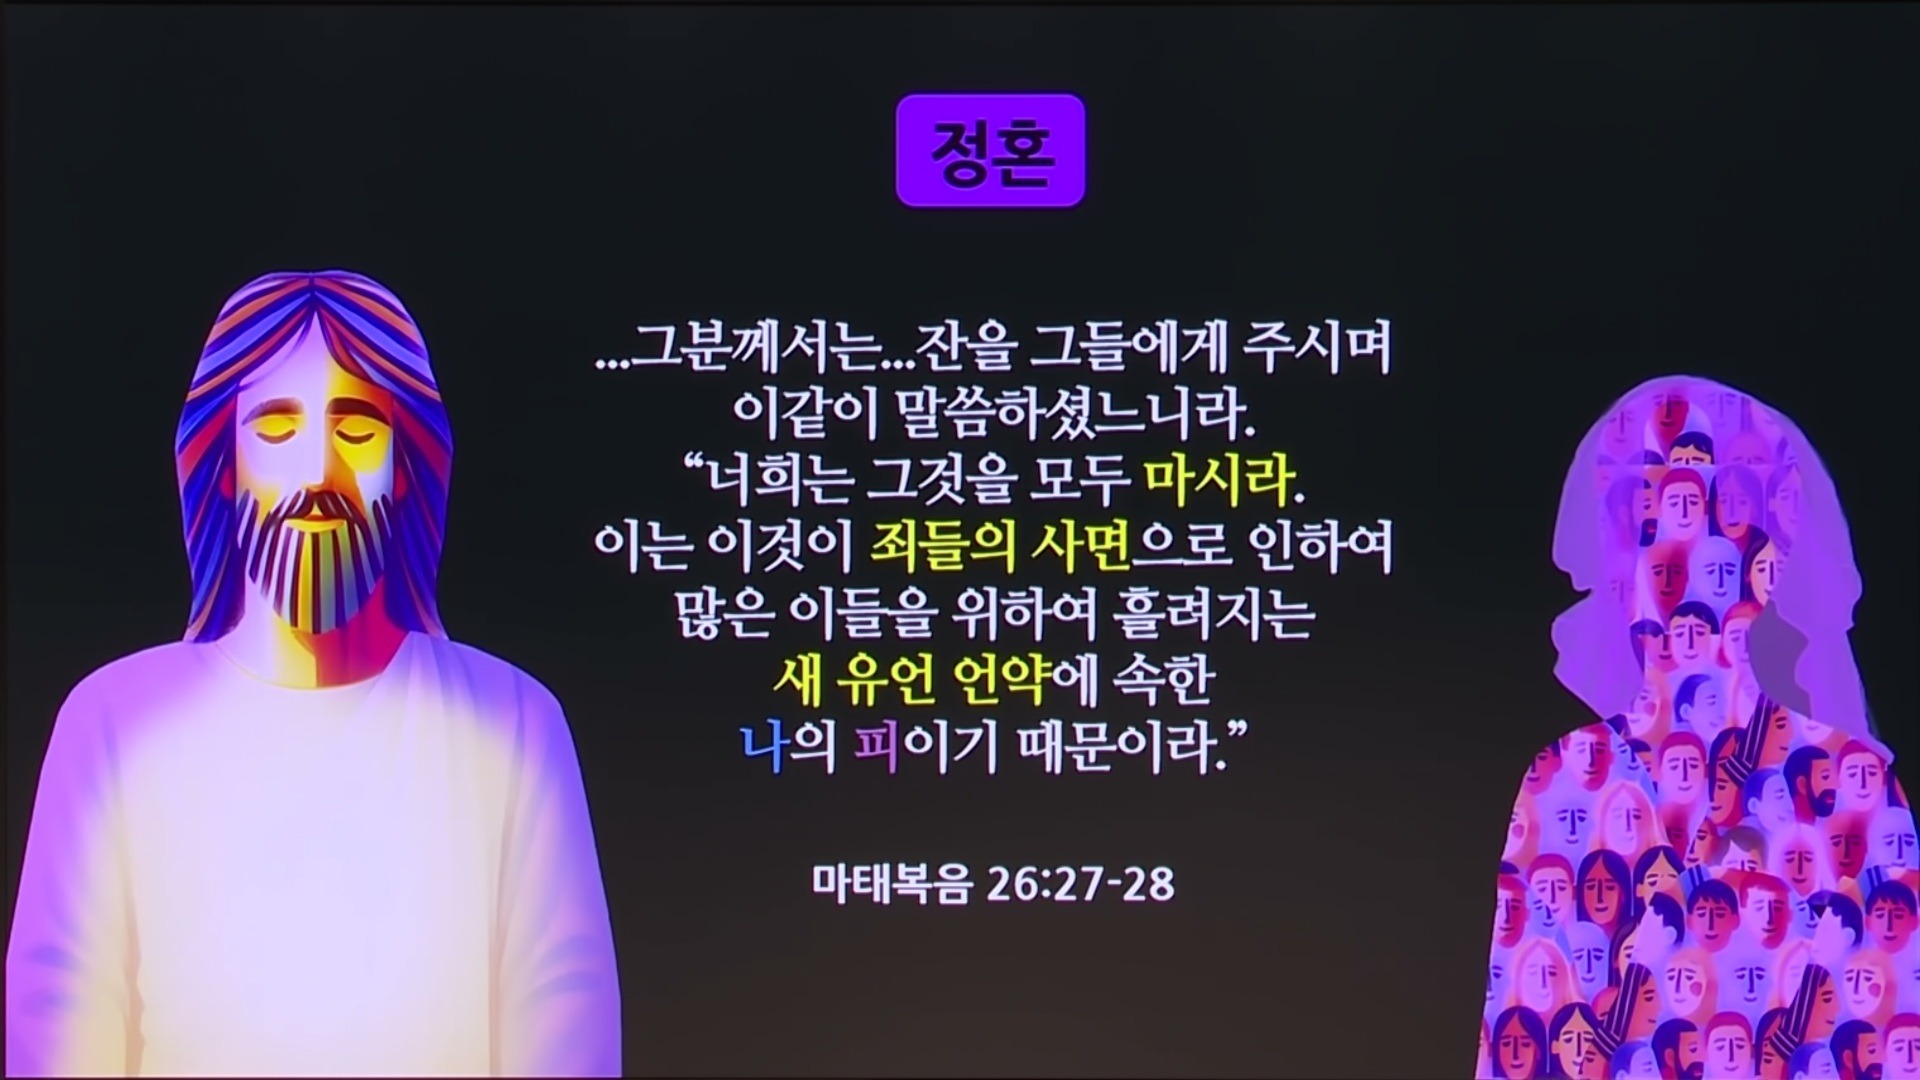 정혼
...그분께서는...잔을 그들에게 주시며
이같이 말씀하셨느니라.
“너희는 그것을 모두 마시라.
이는 이것이 죄들의 사면으로 인하여
많은 이들을 위하여 흘려지는
새 유언 언약에 속한
나의 피이기 때문이라.”
마태복음 26:27-28